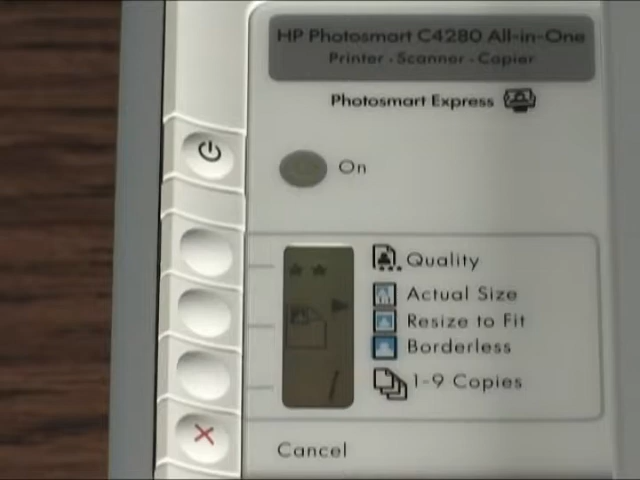 HP Photosmart C4280 All-in-One
Printer • Scanner • Copier
Photosmart Express
On
Quality
Actual Size
Resize to Fit
Borderless
1-9 Copies
Cancel